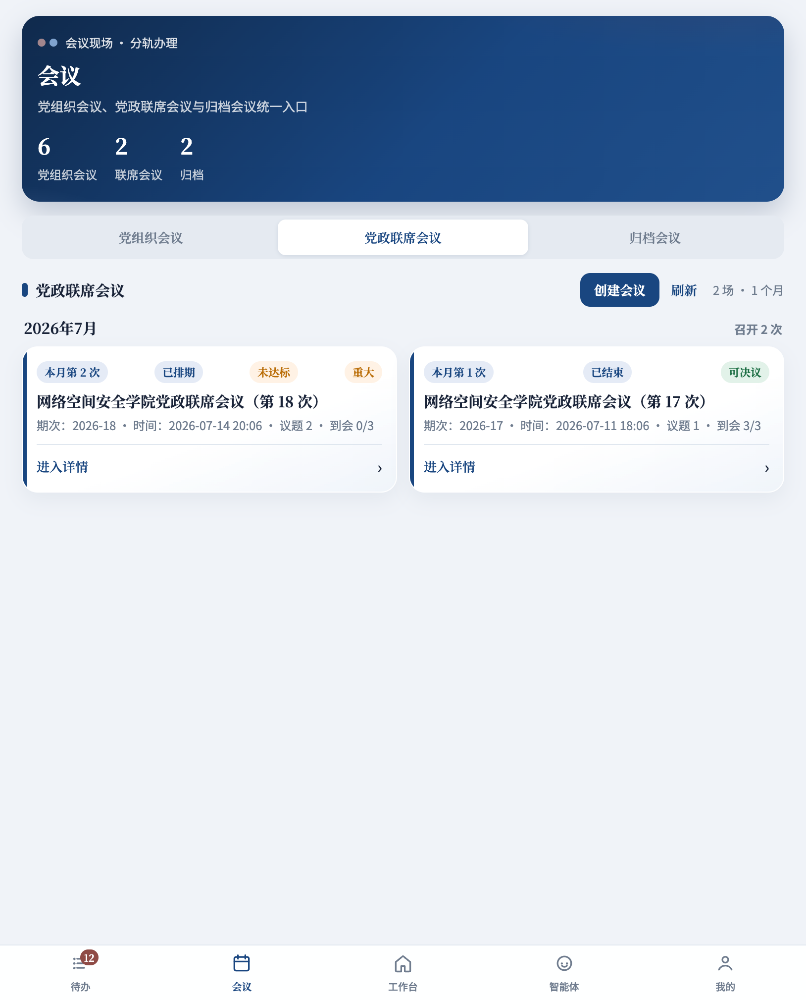 会议现场 · 分轨办理
会议
党组织会议、党政联席会议与归档会议统一入口
6 2 2
党组织会议 联席会议 归档
党组织会议 党政联席会议 归档会议
党政联席会议 创建会议 刷新 2 场 · 1 个月
2026年7月 召开 2 次
本月第 2 次 已排期 未达标 重大
网络空间安全学院党政联席会议（第 18 次）
期次：2026-18 · 时间：2026-07-14 20:06 · 议题 2 · 到会 0/3
进入详情 ›
本月第 1 次 已结束 可决议
网络空间安全学院党政联席会议（第 17 次）
期次：2026-17 · 时间：2026-07-11 18:06 · 议题 1 · 到会 3/3
进入详情 ›
12
待办 会议 工作台 智能体 我的